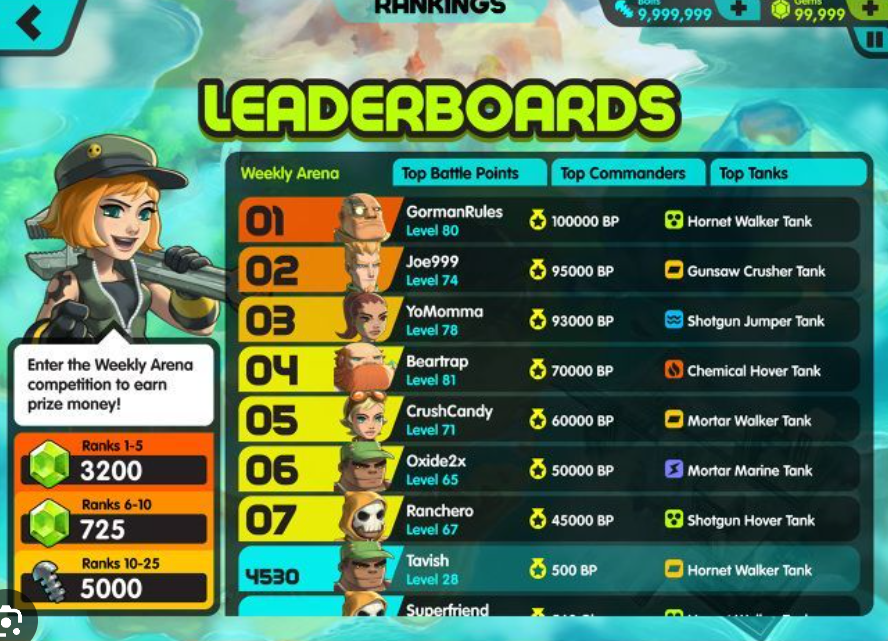 RANKINGS
Bolts
9,999,999
Gems
99,999
LEADERBOARDS
Weekly Arena
Top Battle Points
Top Commanders
Top Tanks
01
GormanRules
Level 80
100000 BP
Hornet Walker Tank
02
Joe999
Level 74
95000 BP
Gunsaw Crusher Tank
03
YoMomma
Level 78
93000 BP
Shotgun Jumper Tank
04
Beartrap
Level 81
70000 BP
Chemical Hover Tank
05
CrushCandy
Level 71
60000 BP
Mortar Walker Tank
06
Oxide2x
Level 65
50000 BP
Mortar Marine Tank
07
Ranchero
Level 67
45000 BP
Shotgun Hover Tank
4530
Tavish
Level 28
500 BP
Hornet Walker Tank
Superfriend
Enter the Weekly Arena
competition to earn
prize money!
Ranks 1-5
3200
Ranks 6-10
725
Ranks 10-25
5000